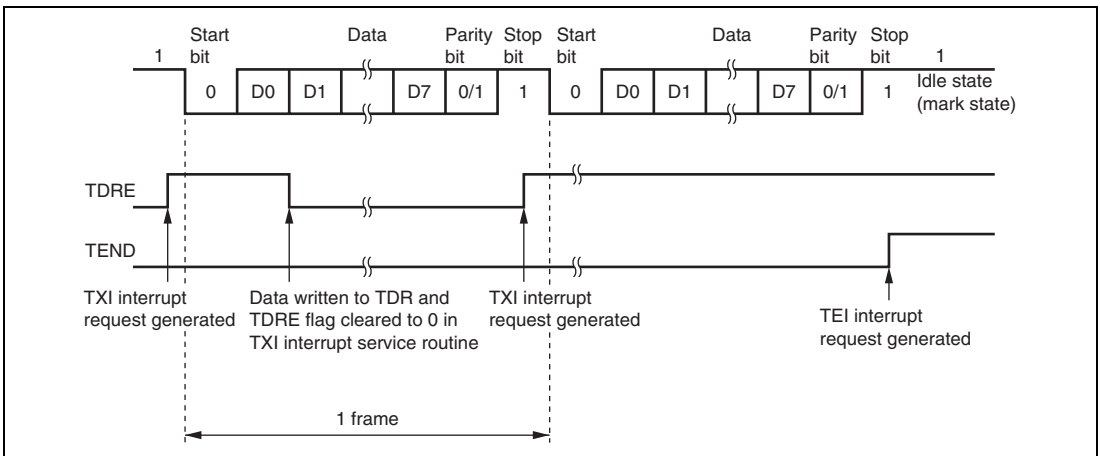 Start bit Data Parity bit Stop bit Start bit Data Parity bit Stop bit
1 1
0 D0 D1 D7 0/1 1 0 D0 D1 D7 0/1 1
Idle state
(mark state)
TDRE
TEND
TXI interrupt
request generated
Data written to TDR and
TDRE flag cleared to 0 in
TXI interrupt service routine
TXI interrupt
request generated
TEI interrupt
request generated
1 frame